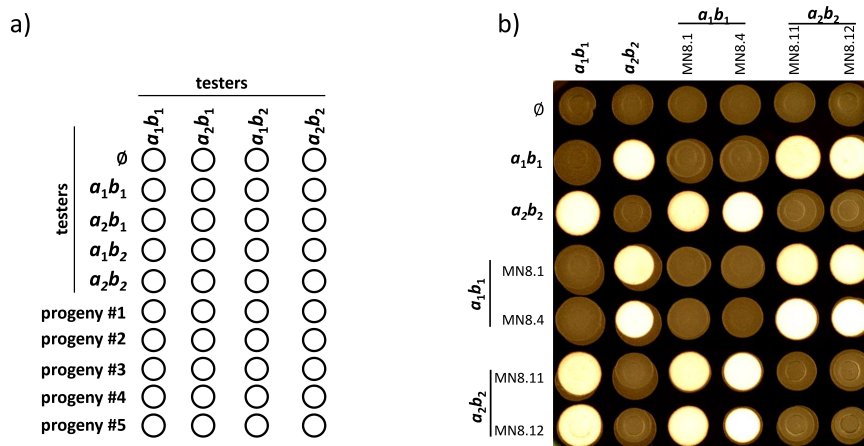 a)
testers
a₁b₁ a₂b₁ a₁b₂ a₂b₂
testers
∅
a₁b₁
a₂b₁
a₁b₂
a₂b₂
progeny #1
progeny #2
progeny #3
progeny #4
progeny #5
b)
a₁b₁ a₂b₂
a₁b₁ a₂b₂ MN8.1 MN8.4 MN8.11 MN8.12
∅
a₁b₁
a₂b₂
a₁b₁
MN8.1
MN8.4
a₂b₂
MN8.11
MN8.12